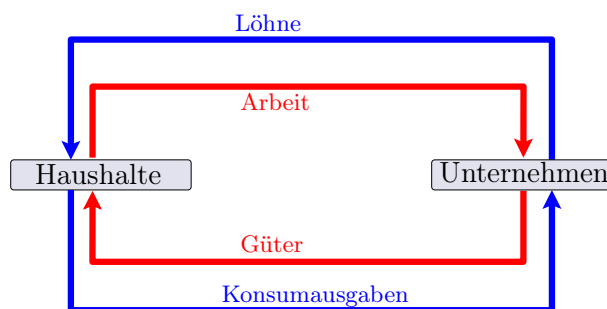 Löhne
Arbeit
Haushalte
Unternehmen
Güter
Konsumausgaben